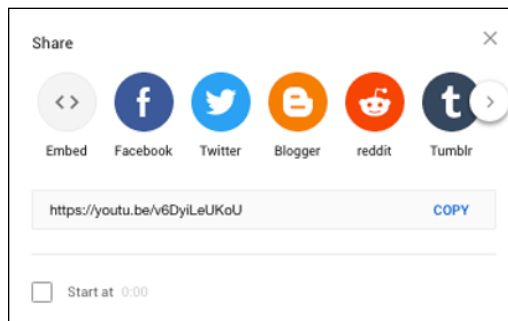 Share
Embed Facebook Twitter Blogger reddit Tumblr
https://youtu.be/v6DyiLeUKoU COPY
Start at 0:00